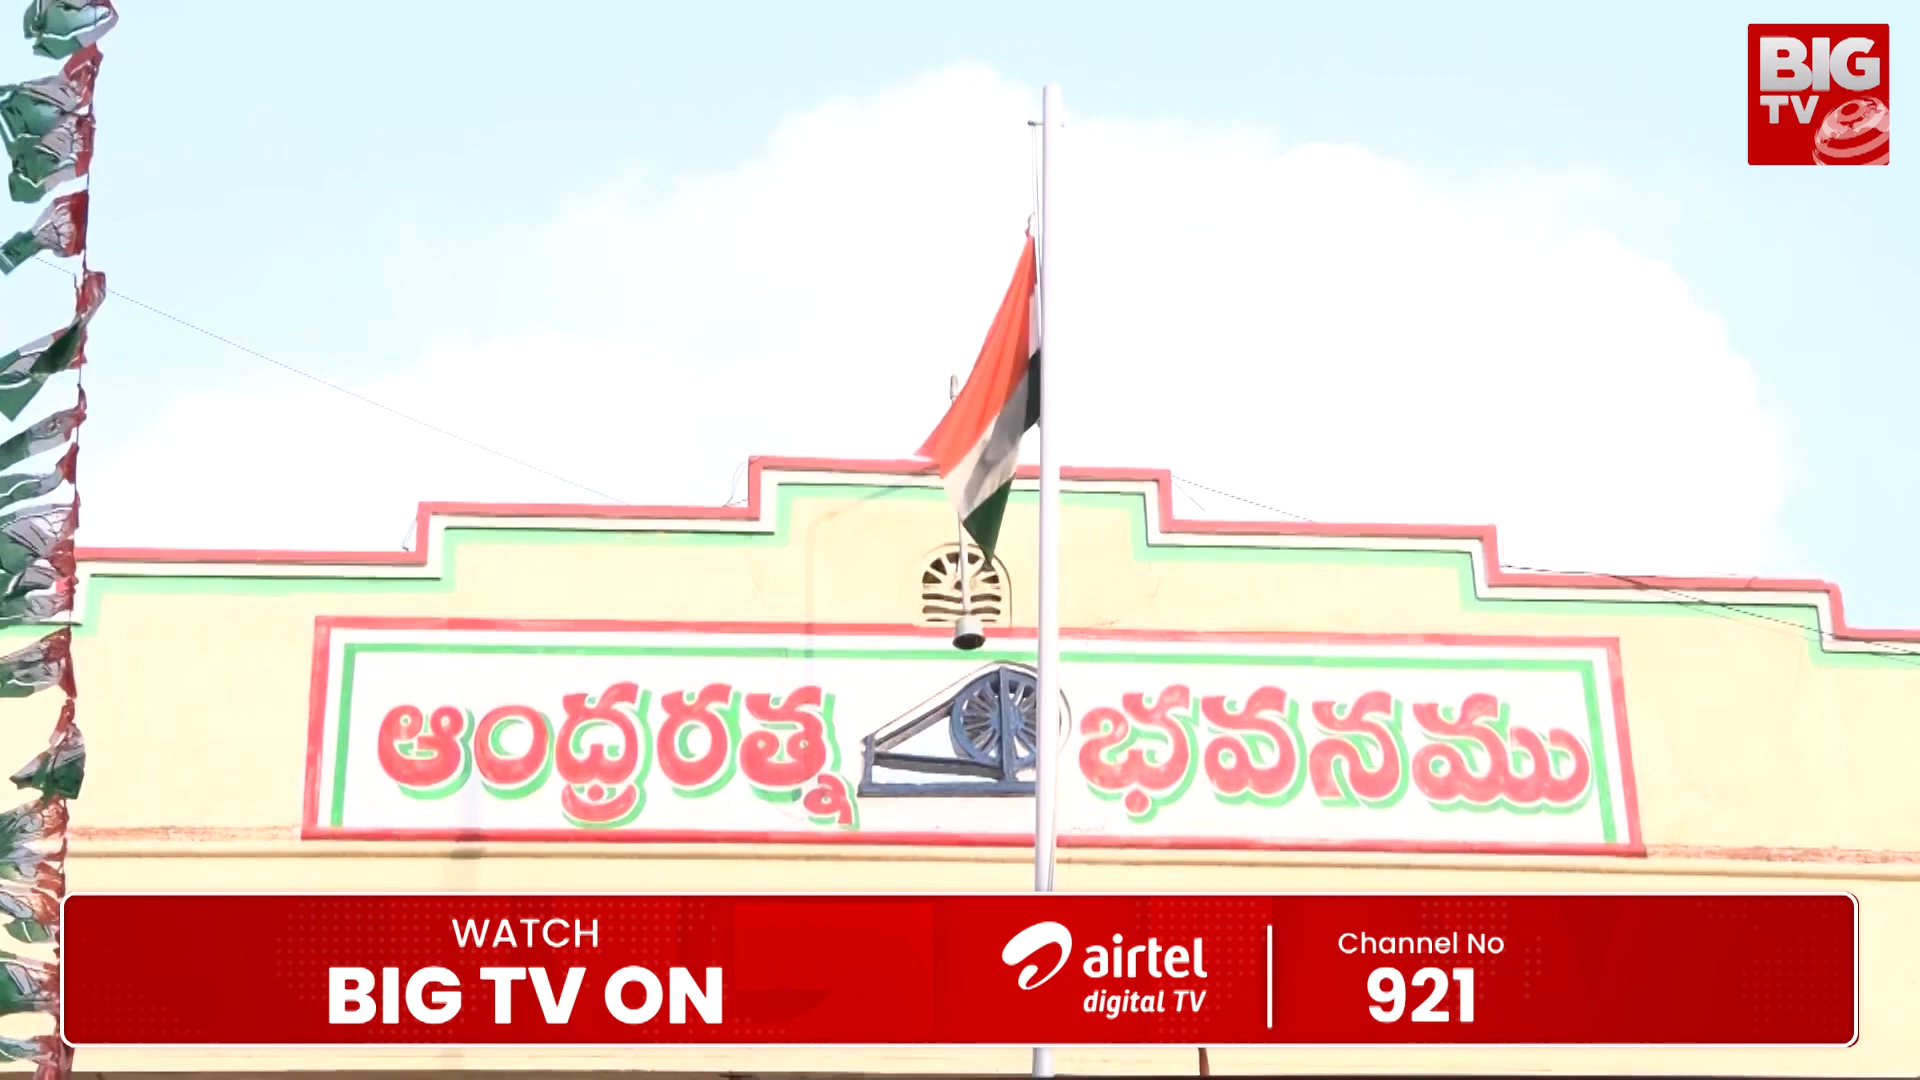 BIG
TV
ఆంధ్రరత్న భవనము
WATCH
BIG TV ON
airtel
digital TV
Channel No
921